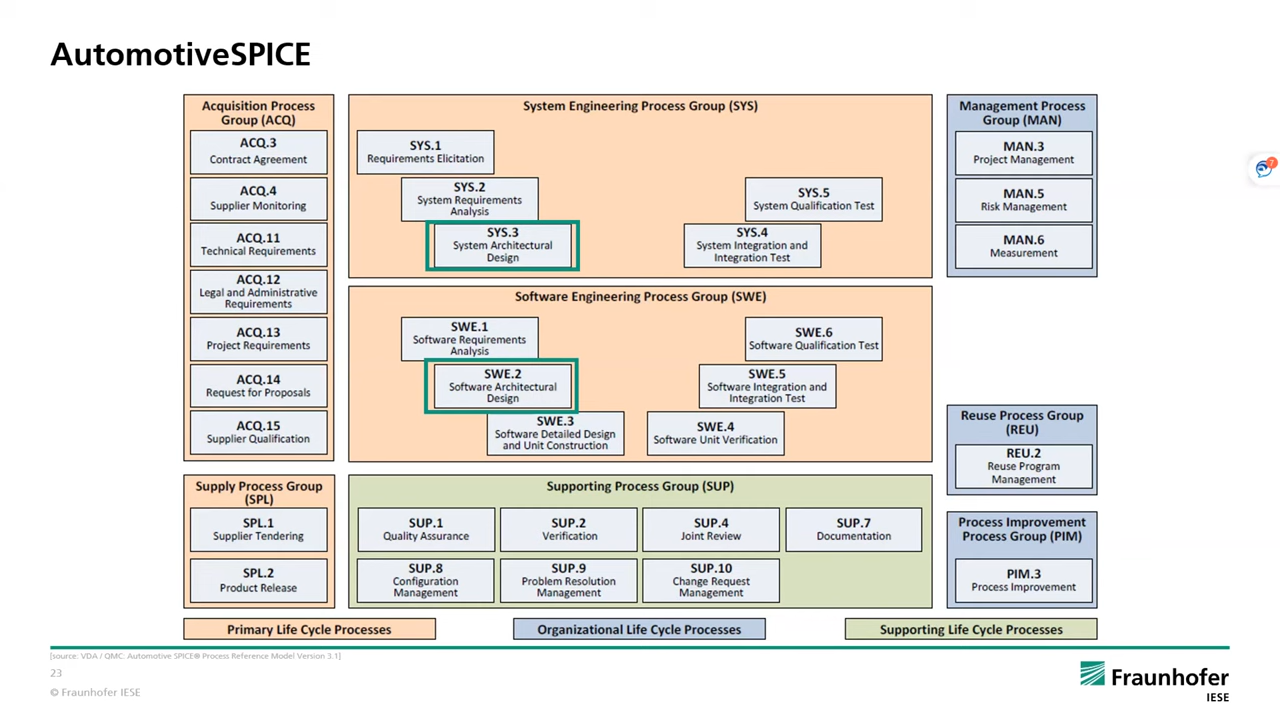 AutomotiveSPICE
Acquisition Process
Group (ACQ)
ACQ.3
Contract Agreement
ACQ.4
Supplier Monitoring
ACQ.11
Technical Requirements
ACQ.12
Legal and Administrative
Requirements
ACQ.13
Project Requirements
ACQ.14
Request for Proposals
ACQ.15
Supplier Qualification
System Engineering Process Group (SYS)
SYS.1
Requirements Elicitation
SYS.2
System Requirements
Analysis
SYS.3
System Architectural
Design
SYS.5
System Qualification Test
SYS.4
System Integration and
Integration Test
Software Engineering Process Group (SWE)
SWE.1
Software Requirements
Analysis
SWE.2
Software Architectural
Design
SWE.3
Software Detailed Design
and Unit Construction
SWE.6
Software Qualification Test
SWE.5
Software Integration and
Integration Test
SWE.4
Software Unit Verification
Management Process
Group (MAN)
MAN.3
Project Management
MAN.5
Risk Management
MAN.6
Measurement
7
Reuse Process Group
(REU)
REU.2
Reuse Program
Management
Supply Process Group
(SPL)
SPL.1
Supplier Tendering
SPL.2
Product Release
Supporting Process Group (SUP)
SUP.1
Quality Assurance
SUP.2
Verification
SUP.4
Joint Review
SUP.7
Documentation
SUP.8
Configuration
Management
SUP.9
Problem Resolution
Management
SUP.10
Change Request
Management
Process Improvement
Process Group (PIM)
PIM.3
Process Improvement
Primary Life Cycle Processes
Organizational Life Cycle Processes
Supporting Life Cycle Processes
[source: VDA / QMC: Automotive SPICE® Process Reference Model Version 3.1]
23
© Fraunhofer IESE
Fraunhofer
IESE